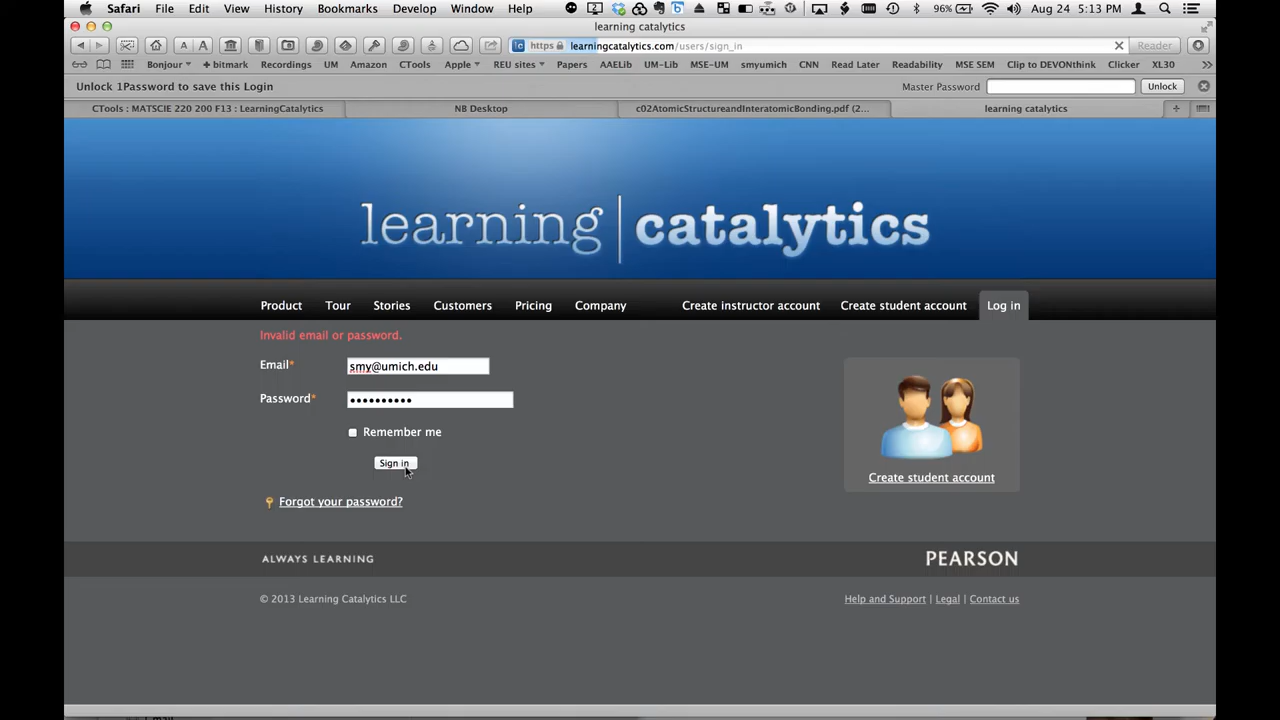 Safari File Edit View History Bookmarks Develop Window Help 2 96% Aug 24 5:13 PM
learning catalytics
A A https learningcatalytics.com/users/sign_in Reader
Bonjour + bitmark Recordings UM Amazon CTools Apple REU sites Papers AAELib UM-Lib MSE-UM smyumich CNN Read Later Readability MSE SEM Clip to DEVONthink Clicker XL30
Unlock 1Password to save this Login Master Password Unlock
CTools : MATSCIE 220 200 F13 : LearningCatalytics NB Desktop c02AtomicStructureandInteratomicBonding.pdf (2... learning catalytics
learning | catalytics
Product Tour Stories Customers Pricing Company Create instructor account Create student account Log in
Invalid email or password.
Email* smy@umich.edu
Password* ••••••••••
Remember me
Sign in
Create student account
Forgot your password?
ALWAYS LEARNING PEARSON
© 2013 Learning Catalytics LLC Help and Support | Legal | Contact us